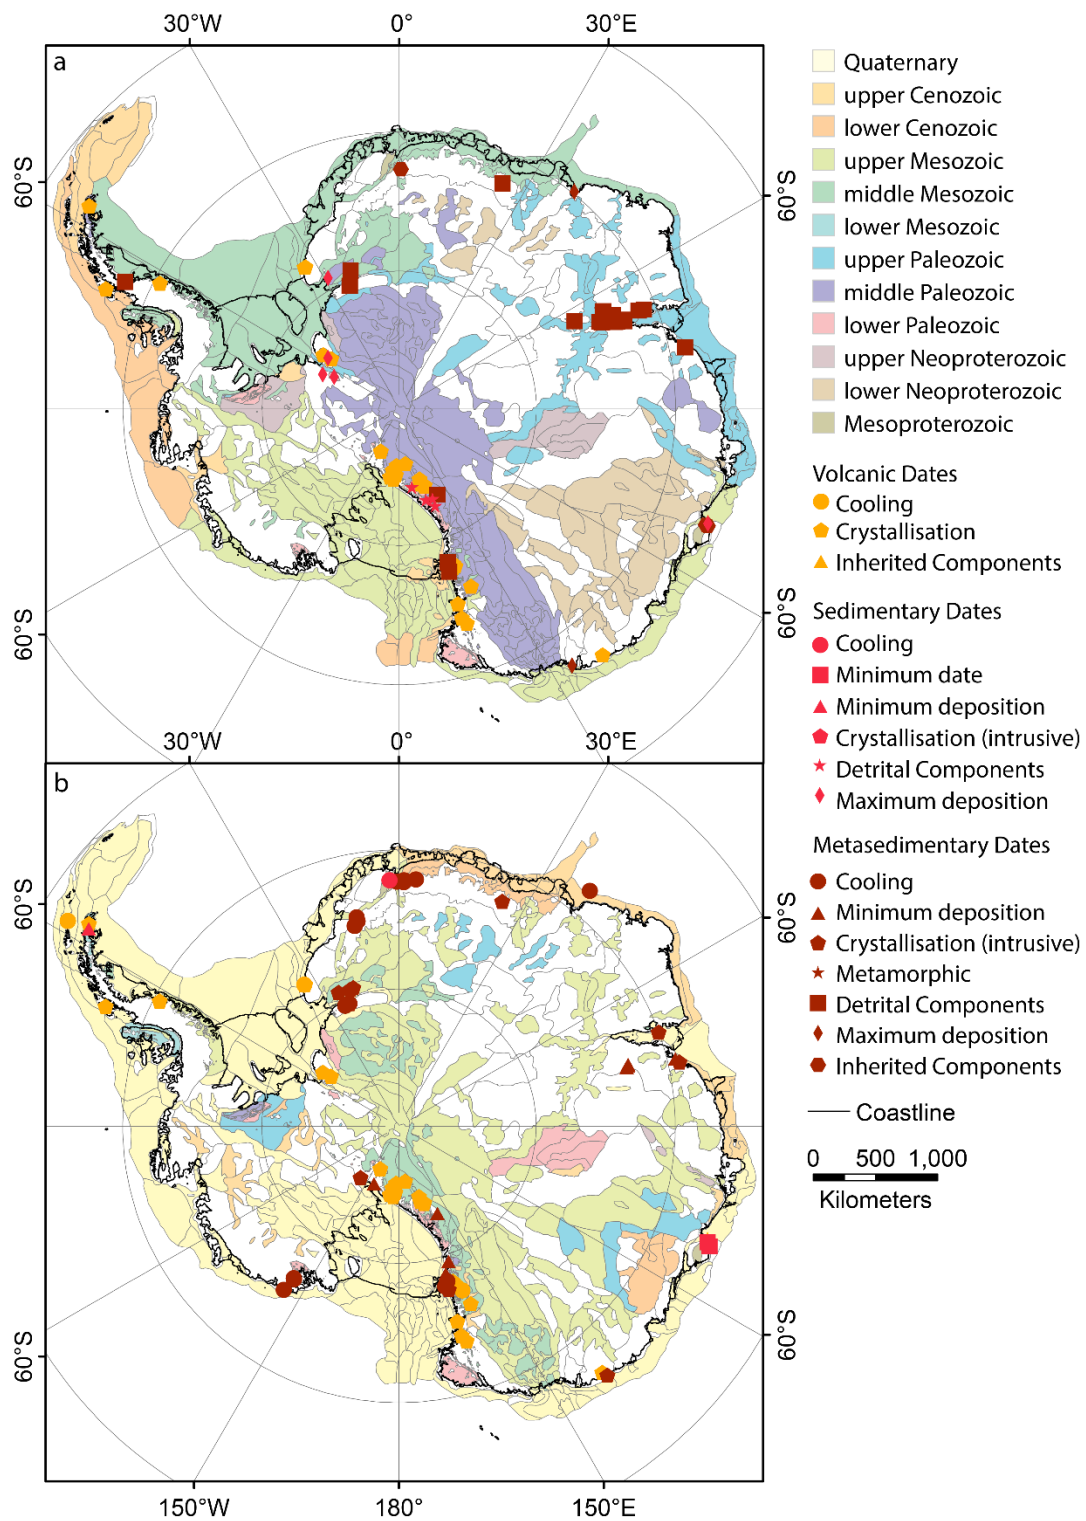 30°W 0° 30°E
a
60°S
60°S
60°S
60°S
30°W 0° 30°E
b
60°S
60°S
60°S
60°S
150°W 180° 150°E
Quaternary
upper Cenozoic
lower Cenozoic
upper Mesozoic
middle Mesozoic
lower Mesozoic
upper Paleozoic
middle Paleozoic
lower Paleozoic
upper Neoproterozoic
lower Neoproterozoic
Mesoproterozoic
Volcanic Dates
Cooling
Crystallisation
Inherited Components
Sedimentary Dates
Cooling
Minimum date
Minimum deposition
Crystallisation (intrusive)
Detrital Components
Maximum deposition
Metasedimentary Dates
Cooling
Minimum deposition
Crystallisation (intrusive)
Metamorphic
Detrital Components
Maximum deposition
Inherited Components
Coastline
0 500 1,000
Kilometers